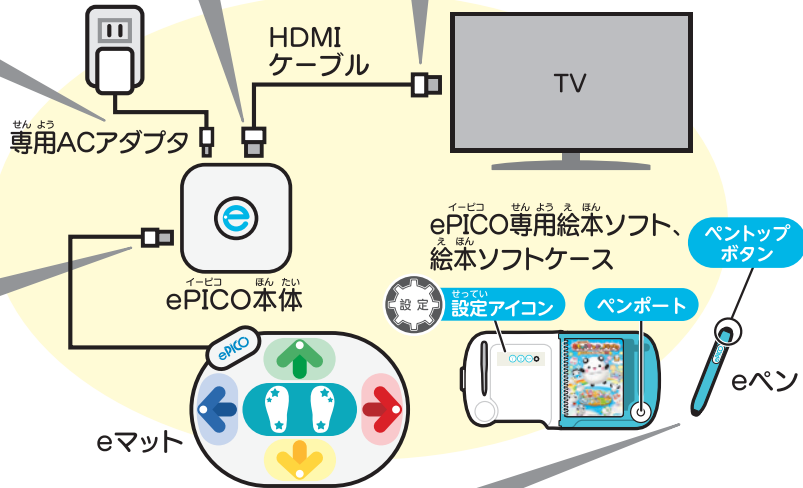 HDMI
ケーブル
TV
せん よう
専用ACアダプタ
e
イーピコ せん よう え ほん
ePICO専用絵本ソフト、
え ほん
絵本ソフトケース
ペントップ
ボタン
イーピコ ほん たい
ePICO本体
設定
せってい
設定アイコン
ペンポート
ePICO
eペン
eマット